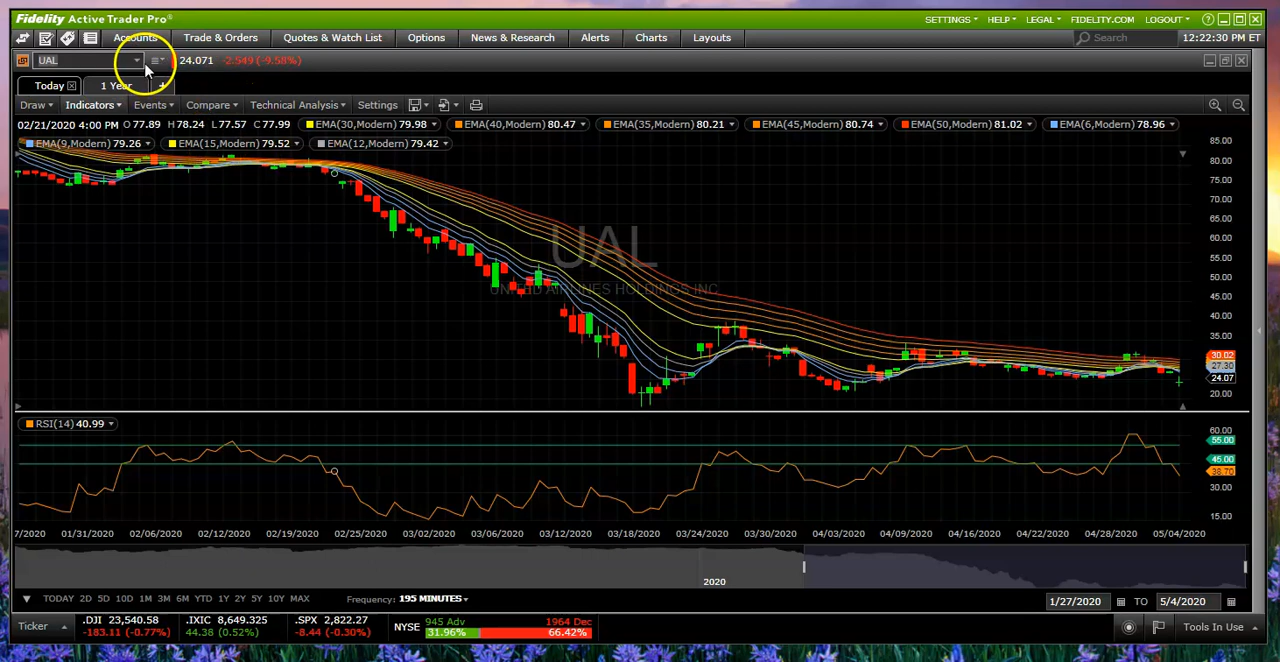 Fidelity Active Trader Pro® SETTINGS HELP LEGAL FIDELITY.COM LOGOUT
Accounts Trade & Orders Quotes & Watch List Options News & Research Alerts Charts Layouts Search 12:22:30 PM ET
UAL 24.071 -2.549 (-9.58%)
Today 1 Year +
Draw Indicators Events Compare Technical Analysis Settings
02/21/2020 4:00 PM O 77.89 H 78.24 L 77.57 C 77.99 EMA(30,Modern) 79.98 EMA(40,Modern) 80.47 EMA(35,Modern) 80.21 EMA(45,Modern) 80.74 EMA(50,Modern) 81.02 EMA(6,Modern) 78.96
EMA(9,Modern) 79.26 EMA(15,Modern) 79.52 EMA(12,Modern) 79.42
85.00
80.00
75.00
70.00
65.00
60.00
55.00
50.00
45.00
40.00
35.00
30.02
27.30
24.07
20.00
UAL
UNITED AIRLINES HOLDINGS INC
RSI(14) 40.99
60.00
55.00
45.00
38.70
30.00
15.00
7/2020 01/31/2020 02/06/2020 02/12/2020 02/19/2020 02/25/2020 03/02/2020 03/06/2020 03/12/2020 03/18/2020 03/24/2020 03/30/2020 04/03/2020 04/09/2020 04/16/2020 04/22/2020 04/28/2020 05/04/2020
2020
TODAY 2D 5D 10D 1M 3M 6M YTD 1Y 2Y 5Y 10Y MAX Frequency: 195 MINUTES 1/27/2020 TO 5/4/2020
Ticker .DJI 23,540.58 .IXIC 8,649.325 .SPX 2,822.27 NYSE 945 Adv 1964 Dec Tools In Use
-183.11 (-0.77%) 44.38 (0.52%) -8.44 (-0.30%) 31.96% 66.42%